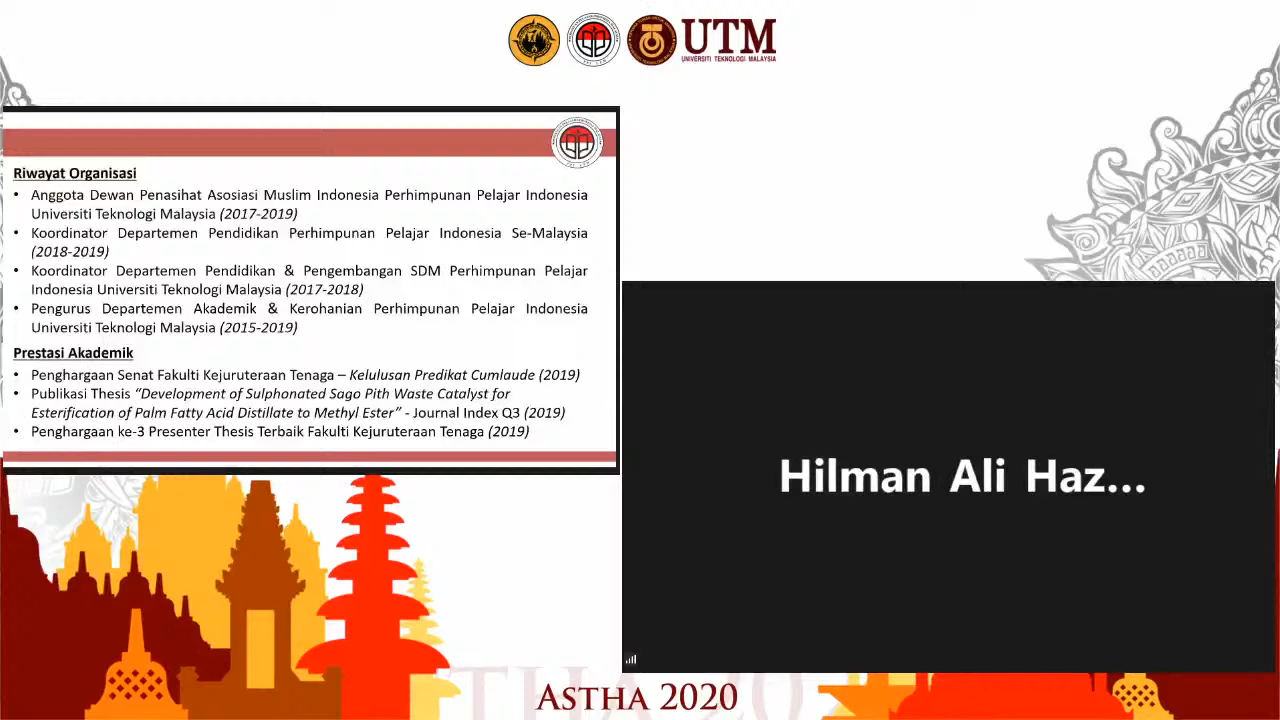 UTM
UNIVERSITI TEKNOLOGI MALAYSIA
Riwayat Organisasi
• Anggota Dewan Penasihat Asosiasi Muslim Indonesia Perhimpunan Pelajar Indonesia
Universiti Teknologi Malaysia (2017-2019)
• Koordinator Departemen Pendidikan Perhimpunan Pelajar Indonesia Se-Malaysia
(2018-2019)
• Koordinator Departemen Pendidikan & Pengembangan SDM Perhimpunan Pelajar
Indonesia Universiti Teknologi Malaysia (2017-2018)
• Pengurus Departemen Akademik & Kerohanian Perhimpunan Pelajar Indonesia
Universiti Teknologi Malaysia (2015-2019)
Prestasi Akademik
• Penghargaan Senat Fakulti Kejuruteraan Tenaga – Kelulusan Predikat Cumlaude (2019)
• Publikasi Thesis “Development of Sulphonated Sago Pith Waste Catalyst for
Esterification of Palm Fatty Acid Distillate to Methyl Ester” - Journal Index Q3 (2019)
• Penghargaan ke-3 Presenter Thesis Terbaik Fakulti Kejuruteraan Tenaga (2019)
Hilman Ali Haz...
ASTHA 2020